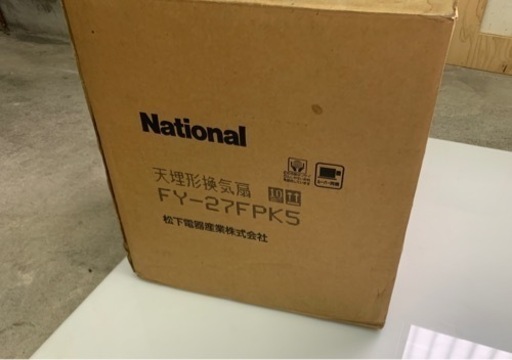 National
天埋形換気扇
FY-27FPK5
松下電器産業株式会社